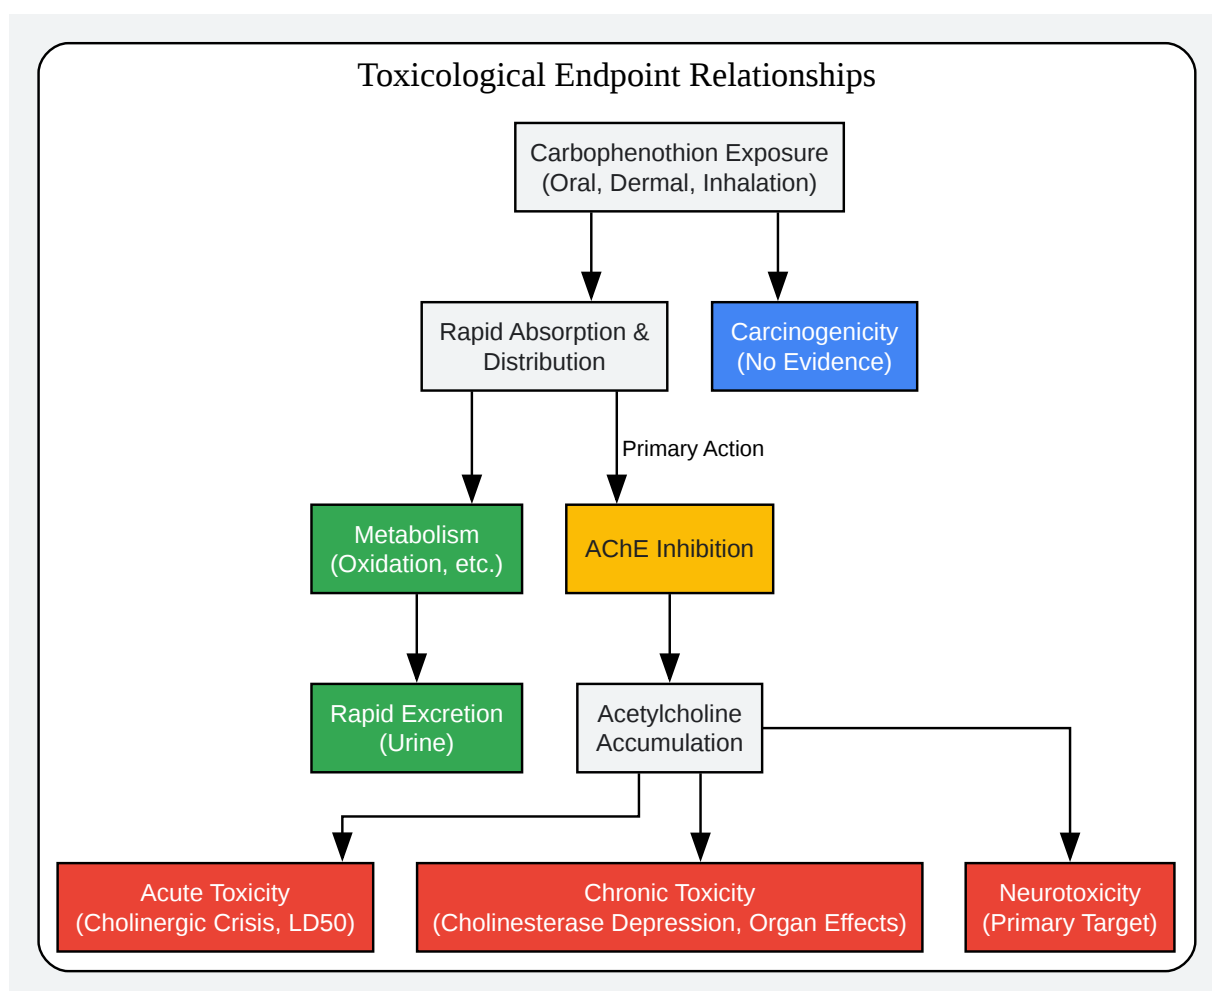 Toxicological Endpoint Relationships
Carbophenothion Exposure
(Oral, Dermal, Inhalation)
Rapid Absorption &
Distribution
Carcinogenicity
(No Evidence)
Primary Action
Metabolism
(Oxidation, etc.)
AChE Inhibition
Rapid Excretion
(Urine)
Acetylcholine
Accumulation
Acute Toxicity
(Cholinergic Crisis, LD50)
Chronic Toxicity
(Cholinesterase Depression, Organ Effects)
Neurotoxicity
(Primary Target)